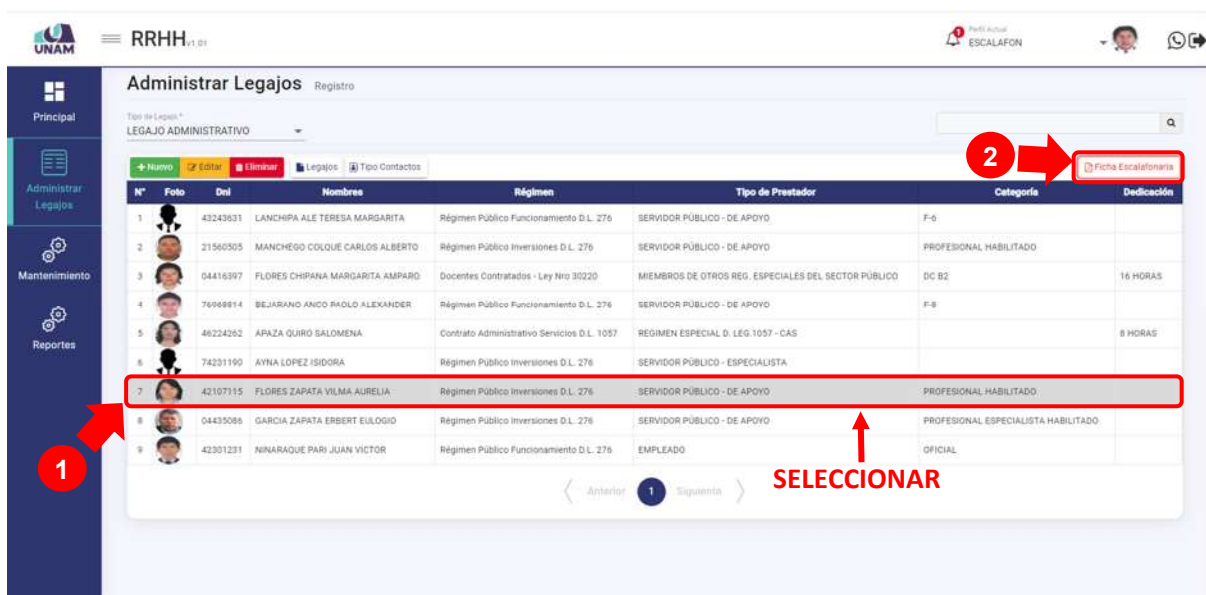 UNAM
RRHH v1_01
1
Perfil Actual
ESCALAFON
Principal
Administrar
Legajos
Mantenimiento
Reportes
Administrar Legajos Registro
Tipo de Legajo *
LEGAJO ADMINISTRATIVO
2
Nuevo Editar Eliminar Legajos Tipo Contactos Ficha Escalafonaria
N° Foto Dni Nombres Régimen Tipo de Prestador Categoría Dedicación
1 43243631 LANCHIPA ALE TERESA MARGARITA Régimen Público Funcionamiento D.L. 276 SERVIDOR PÚBLICO - DE APOYO F-6
2 21560505 MANCHEGO COLQUE CARLOS ALBERTO Régimen Público Inversiones D.L. 276 SERVIDOR PÚBLICO - DE APOYO PROFESIONAL HABILITADO
3 04416397 FLORES CHIPANA MARGARITA AMPARO Docentes Contratados - Ley Nro 30220 MIEMBROS DE OTROS REG. ESPECIALES DEL SECTOR PÚBLICO DC B2 16 HORAS
4 76968814 BEJARANO ANCO PAOLO ALEXANDER Régimen Público Funcionamiento D.L. 276 SERVIDOR PÚBLICO - DE APOYO F-8
5 46224262 APAZA QUIRO SALOMENA Contrato Administrativo Servicios D.L. 1057 REGIMEN ESPECIAL D. LEG.1057 - CAS 8 HORAS
6 74231190 AYNA LOPEZ ISIDORA Régimen Público Inversiones D.L. 276 SERVIDOR PÚBLICO - ESPECIALISTA
7 42107115 FLORES ZAPATA VILMA AURELIA Régimen Público Inversiones D.L. 276 SERVIDOR PÚBLICO - DE APOYO PROFESIONAL HABILITADO
8 04435086 GARCIA ZAPATA ERBERT EULOGIO Régimen Público Inversiones D.L. 276 SERVIDOR PÚBLICO - DE APOYO PROFESIONAL ESPECIALISTA HABILITADO
9 42301231 NINARAQUE PARI JUAN VICTOR Régimen Público Funcionamiento D.L. 276 EMPLEADO OFICIAL
1
Anterior 1 Siguiente
SELECCIONAR